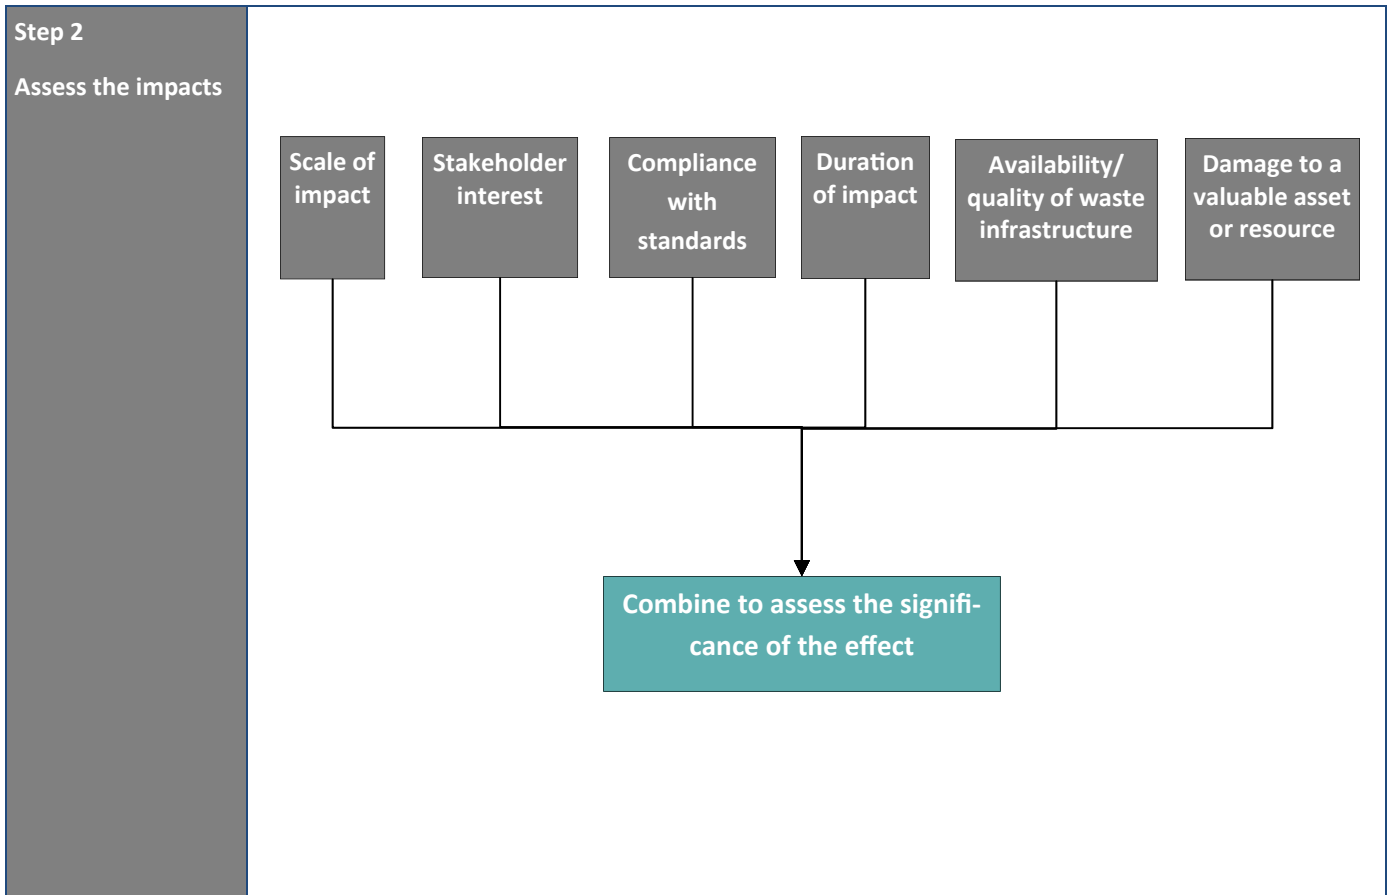 Step 2
Assess the impacts
Scale of
impact
Stakeholder
interest
Compliance
with
standards
Duration
of impact
Availability/
quality of waste
infrastructure
Damage to a
valuable asset
or resource
Combine to assess the signifi-
cance of the effect